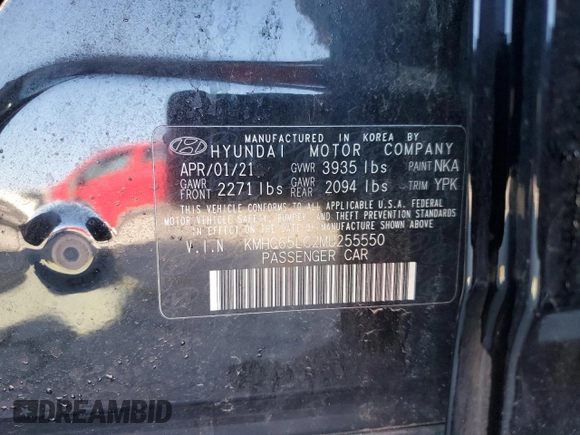 MANUFACTURED IN KOREA BY
HYUNDAI MOTOR COMPANY
APR/01/21 GVWR 3935 lbs PAINT NKA
GAWR FRONT 2271 lbs GAWR REAR 2094 lbs TRIM YPK
THIS VEHICLE CONFORMS TO ALL APPLICABLE U.S.A. FEDERAL
MOTOR VEHICLE SAFETY, BUMPER, AND THEFT
PREVENTION STANDARDS IN EFFECT ON THE DATE OF
MANUFACTURE SHOWN ABOVE.
V.I.N KMHC65LC2MU255550
PASSENGER CAR
DREAMBID